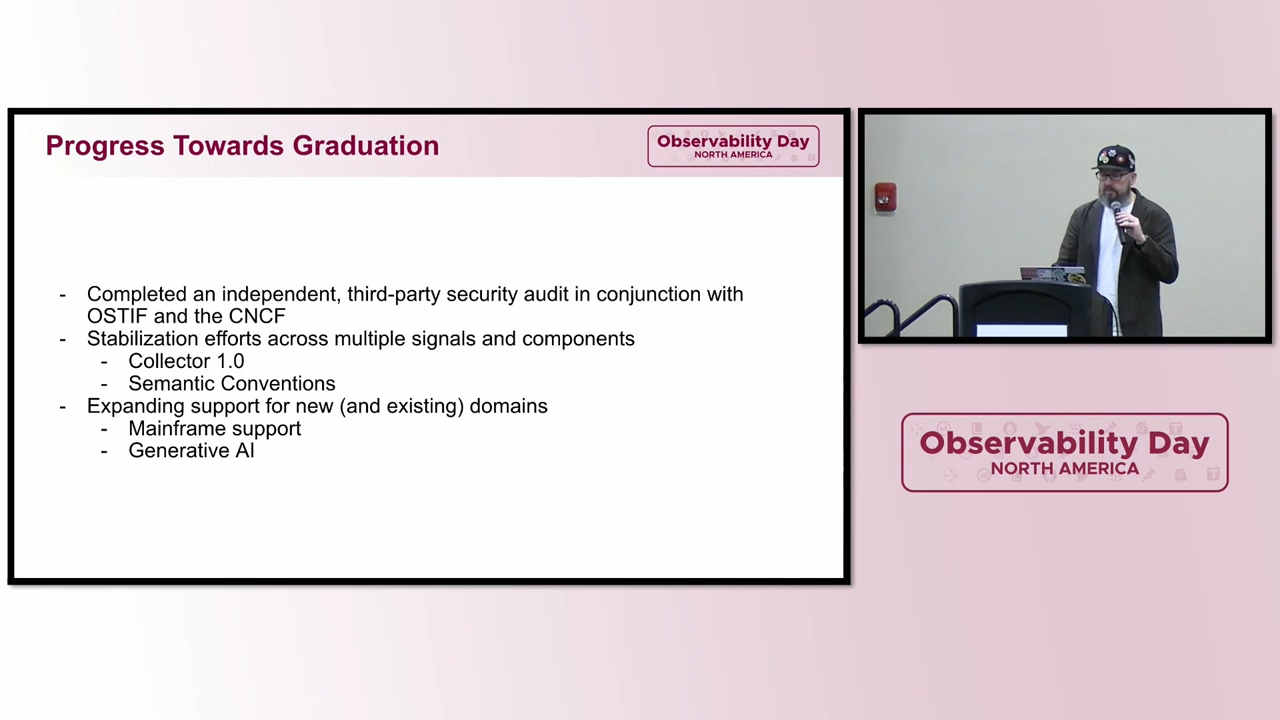 Progress Towards Graduation
Observability Day
NORTH AMERICA
- Completed an independent, third-party security audit in conjunction with
OSTIF and the CNCF
- Stabilization efforts across multiple signals and components
- Collector 1.0
- Semantic Conventions
- Expanding support for new (and existing) domains
- Mainframe support
- Generative AI
Observability Day
NORTH AMERICA